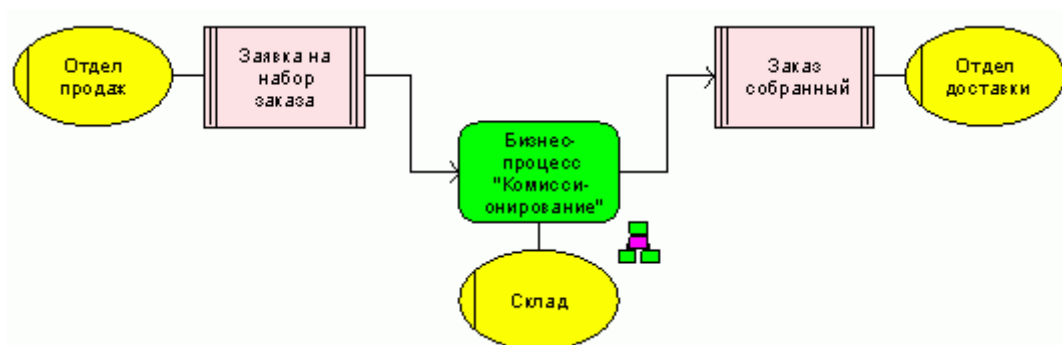 Отдел
продаж
Заявка на
набор
заказа
Заказ
собранный
Отдел
доставки
Бизнес-
процесс
"Комисси-
онирование"
Склад